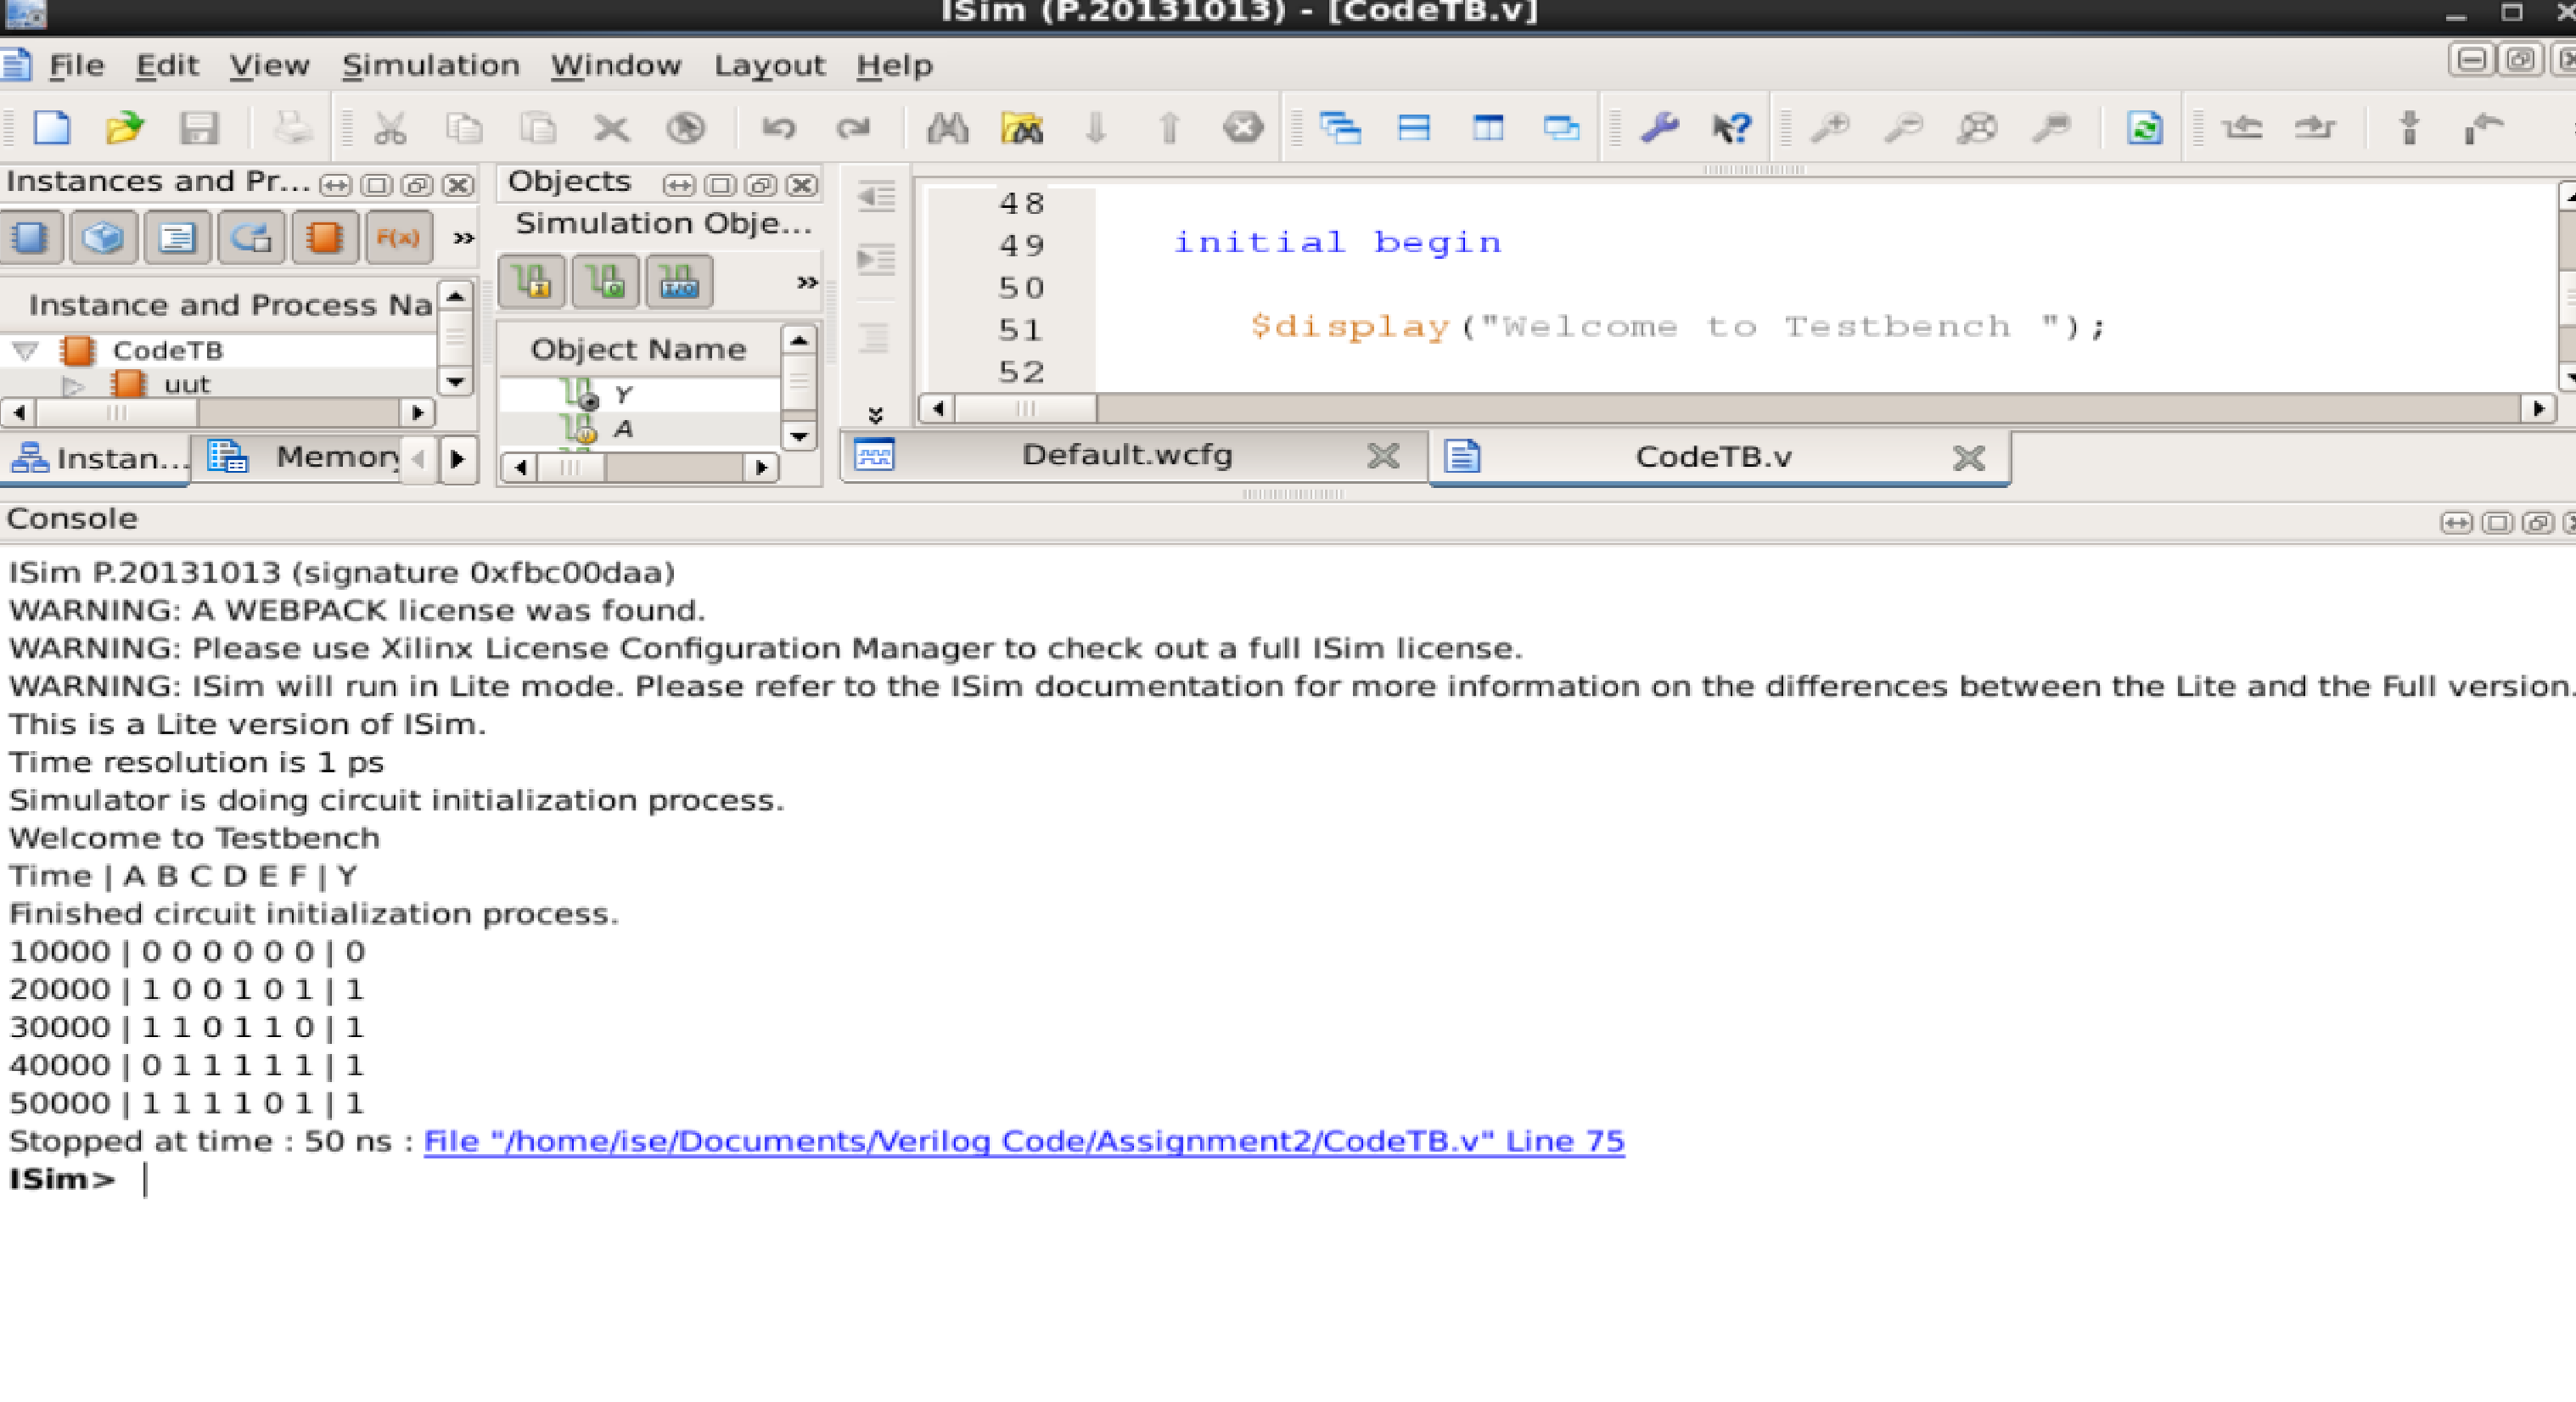 ISim (P.20131013) - [CodeTB.v]
File Edit View Simulation Window Layout Help
Instances and Pr...
F(x)
»
Instance and Process Na
CodeTB
uut
Instan...
Memory
Objects
Simulation Obje...
»
Object Name
Y
A
48
49 initial begin
50
51 $display("Welcome to Testbench ");
52
Default.wcfg
CodeTB.v
Console
ISim P.20131013 (signature 0xfbc00daa)
WARNING: A WEBPACK license was found.
WARNING: Please use Xilinx License Configuration Manager to check out a full ISim license.
WARNING: ISim will run in Lite mode. Please refer to the ISim documentation for more information on the differences between the Lite and the Full version.
This is a Lite version of ISim.
Time resolution is 1 ps
Simulator is doing circuit initialization process.
Welcome to Testbench
Time | A B C D E F | Y
Finished circuit initialization process.
10000 | 0 0 0 0 0 0 | 0
20000 | 1 0 0 1 0 1 | 1
30000 | 1 1 0 1 1 0 | 1
40000 | 0 1 1 1 1 1 | 1
50000 | 1 1 1 1 0 1 | 1
Stopped at time : 50 ns : File "/home/ise/Documents/Verilog Code/Assignment2/CodeTB.v" Line 75
ISim>